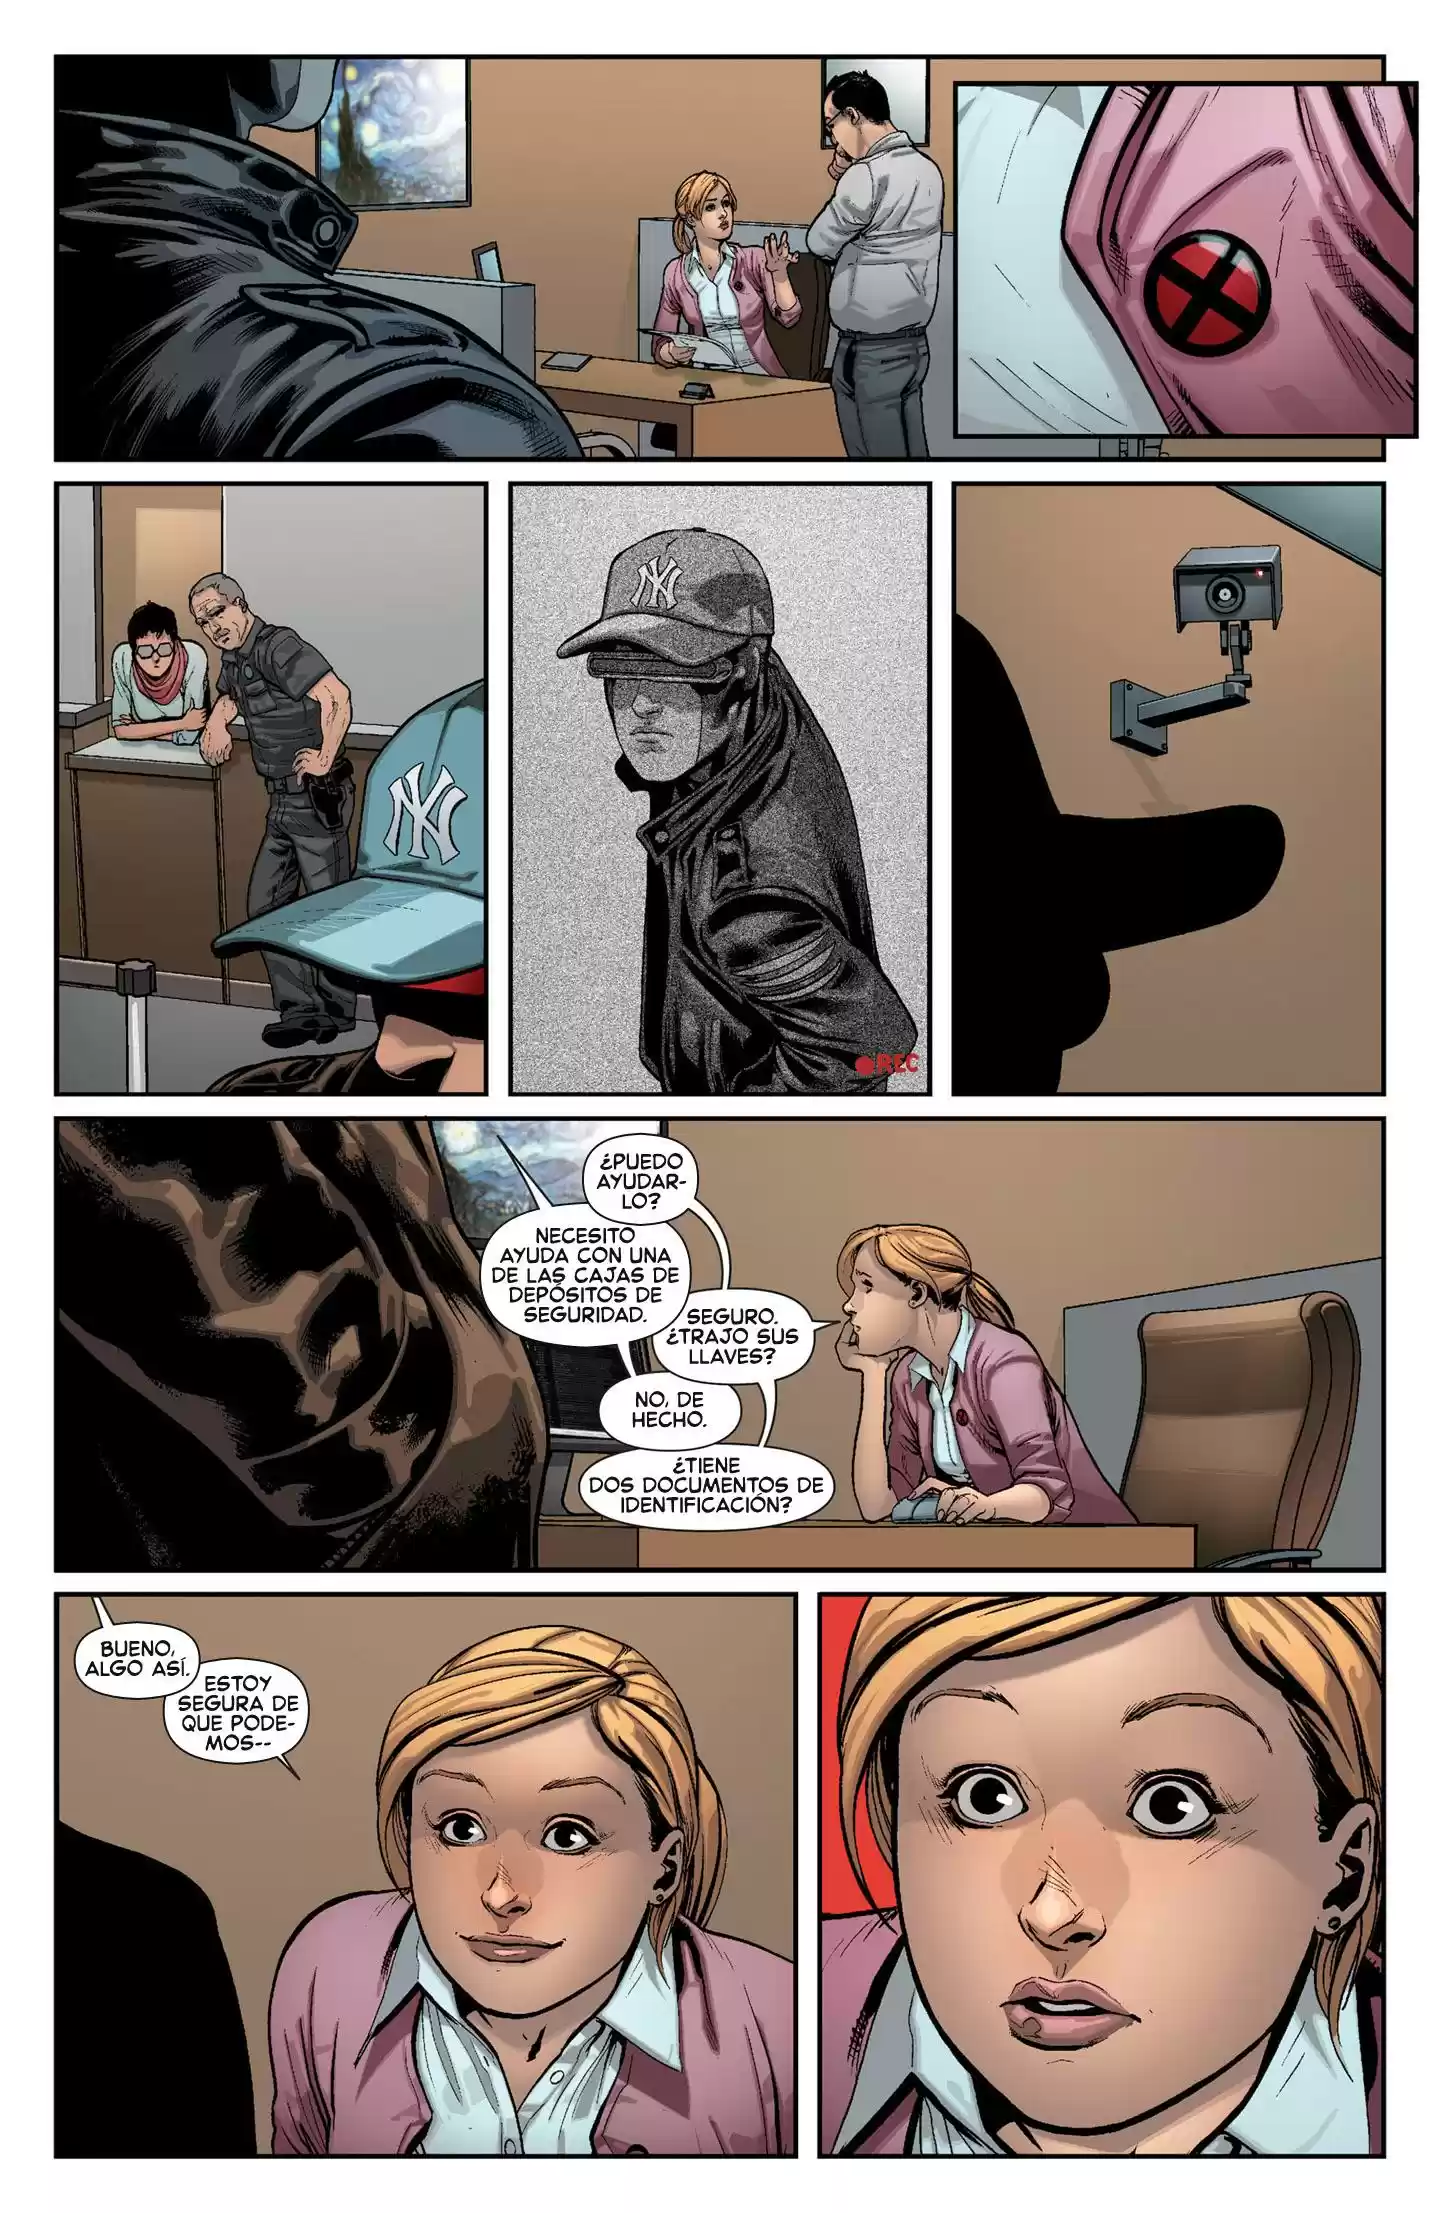 NY
NY
REC
¿PUEDO
AYUDAR-
LO?
NECESITO
AYUDA CON UNA
DE LAS CAJAS DE
DEPÓSITOS DE
SEGURIDAD.
SEGURO.
¿TRAJO SUS
LLAVES?
NO, DE
HECHO.
¿TIENE
DOS DOCUMENTOS DE
IDENTIFICACIÓN?
BUENO,
ALGO ASÍ.
ESTOY
SEGURA DE
QUE PODE-
MOS--